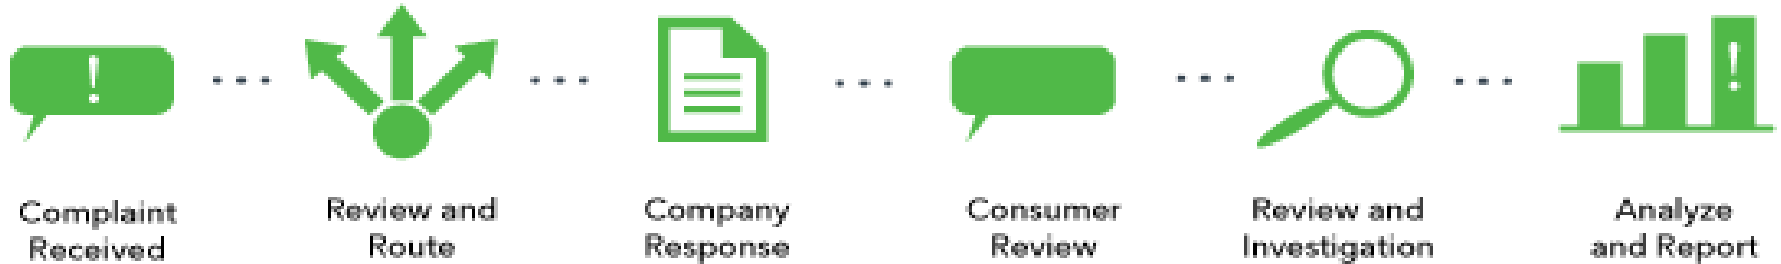 Complaint
Received
Review and
Route
Company
Response
Consumer
Review
Review and
Investigation
Analyze
and Report